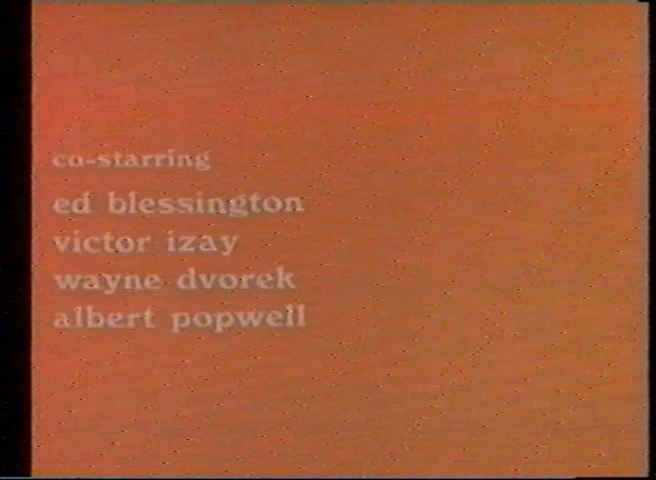 co-starring
ed blessington
victor izay
wayne dvorek
albert popwell